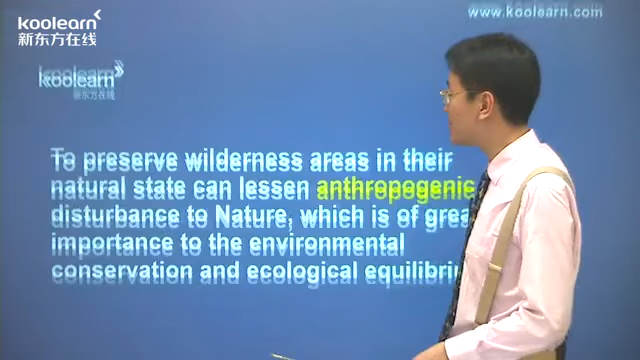 koolearn
新东方在线
www.koolearn.com
koolearn
新东方在线
To preserve wilderness areas in their
natural state can lessen anthropogenic
disturbance to Nature, which is of grea
importance to the environmental
conservation and ecological equilibri